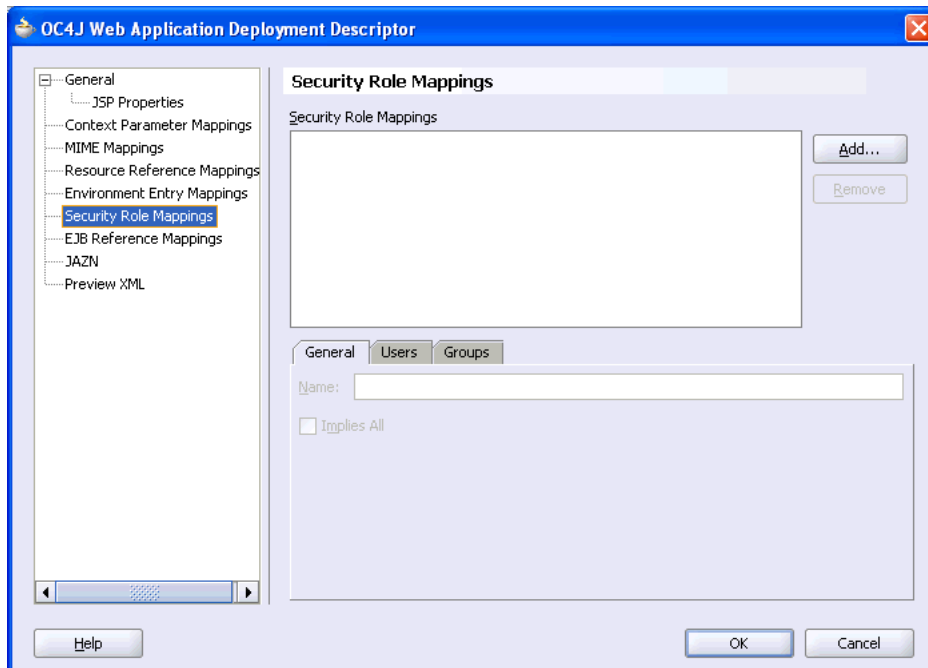 OC4J Web Application Deployment Descriptor
General
JSP Properties
Context Parameter Mappings
MIME Mappings
Resource Reference Mappings
Environment Entry Mappings
Security Role Mappings
EJB Reference Mappings
JAZN
Preview XML
Security Role Mappings
Security Role Mappings
Add...
Remove
General Users Groups
Name:
Implies All
Help OK Cancel